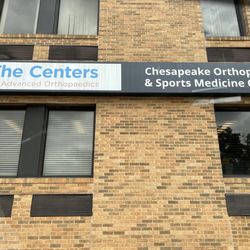 The Centers
Advanced Orthopaedics
Chesapeake Orthop
& Sports Medicine C